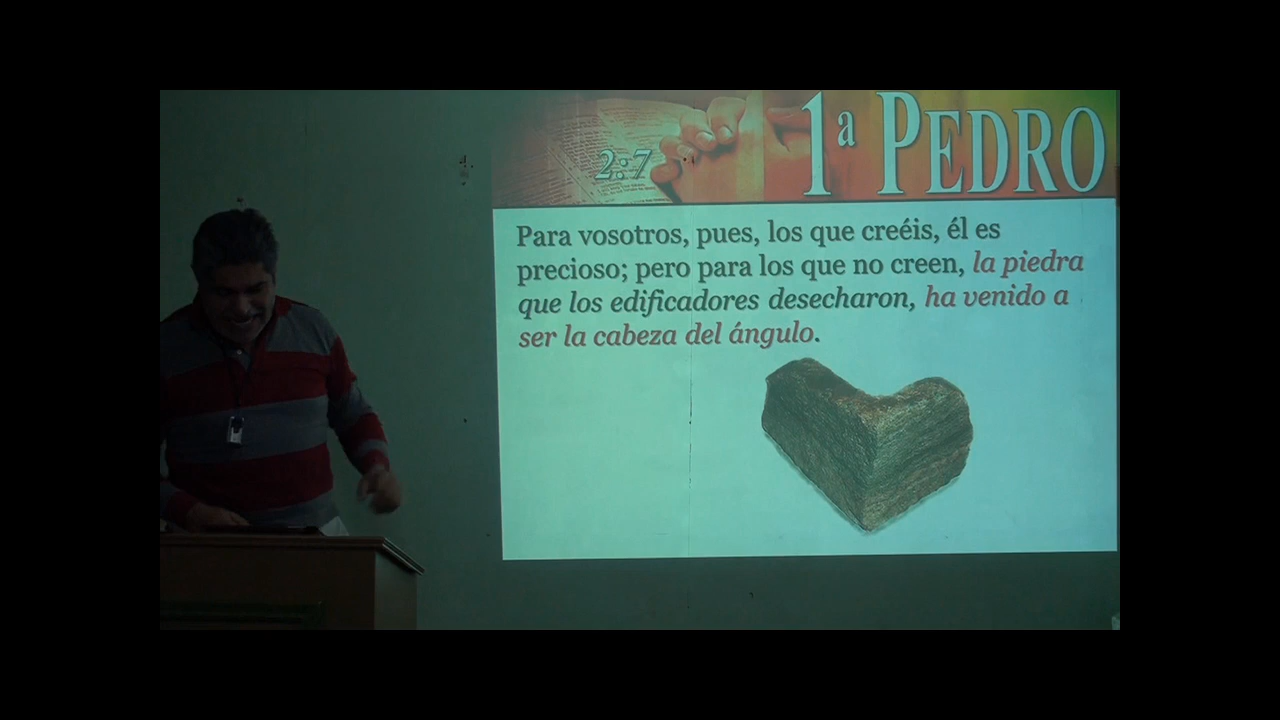 1ª PEDRO
2:7
Para vosotros, pues, los que creéis, él es
precioso; pero para los que no creen, la piedra
que los edificadores desecharon, ha venido a
ser la cabeza del ángulo.